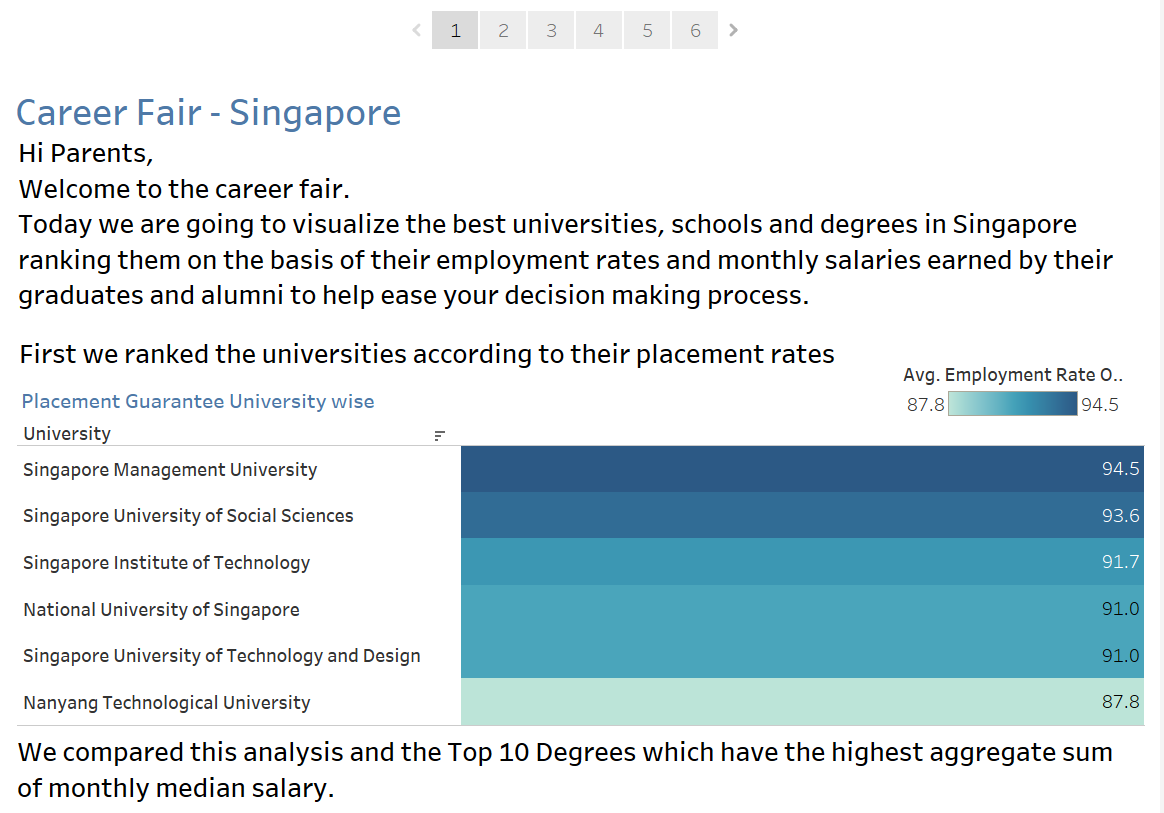 1 2 3 4 5 6
Career Fair - Singapore
Hi Parents,
Welcome to the career fair.
Today we are going to visualize the best universities, schools and degrees in Singapore
ranking them on the basis of their employment rates and monthly salaries earned by their
graduates and alumni to help ease your decision making process.
First we ranked the universities according to their placement rates
Avg. Employment Rate O..
87.8 94.5
Placement Guarantee University wise
University
Singapore Management University 94.5
Singapore University of Social Sciences 93.6
Singapore Institute of Technology 91.7
National University of Singapore 91.0
Singapore University of Technology and Design 91.0
Nanyang Technological University 87.8
We compared this analysis and the Top 10 Degrees which have the highest aggregate sum
of monthly median salary.